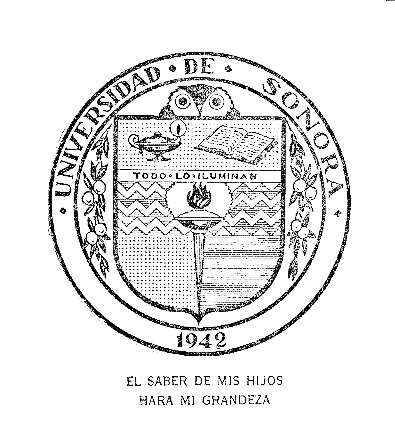 UNIVERSIDAD · DE · SONORA
TODO·LO·ILUMINAN
1942
EL SABER DE MIS HIJOS
HARA MI GRANDEZA